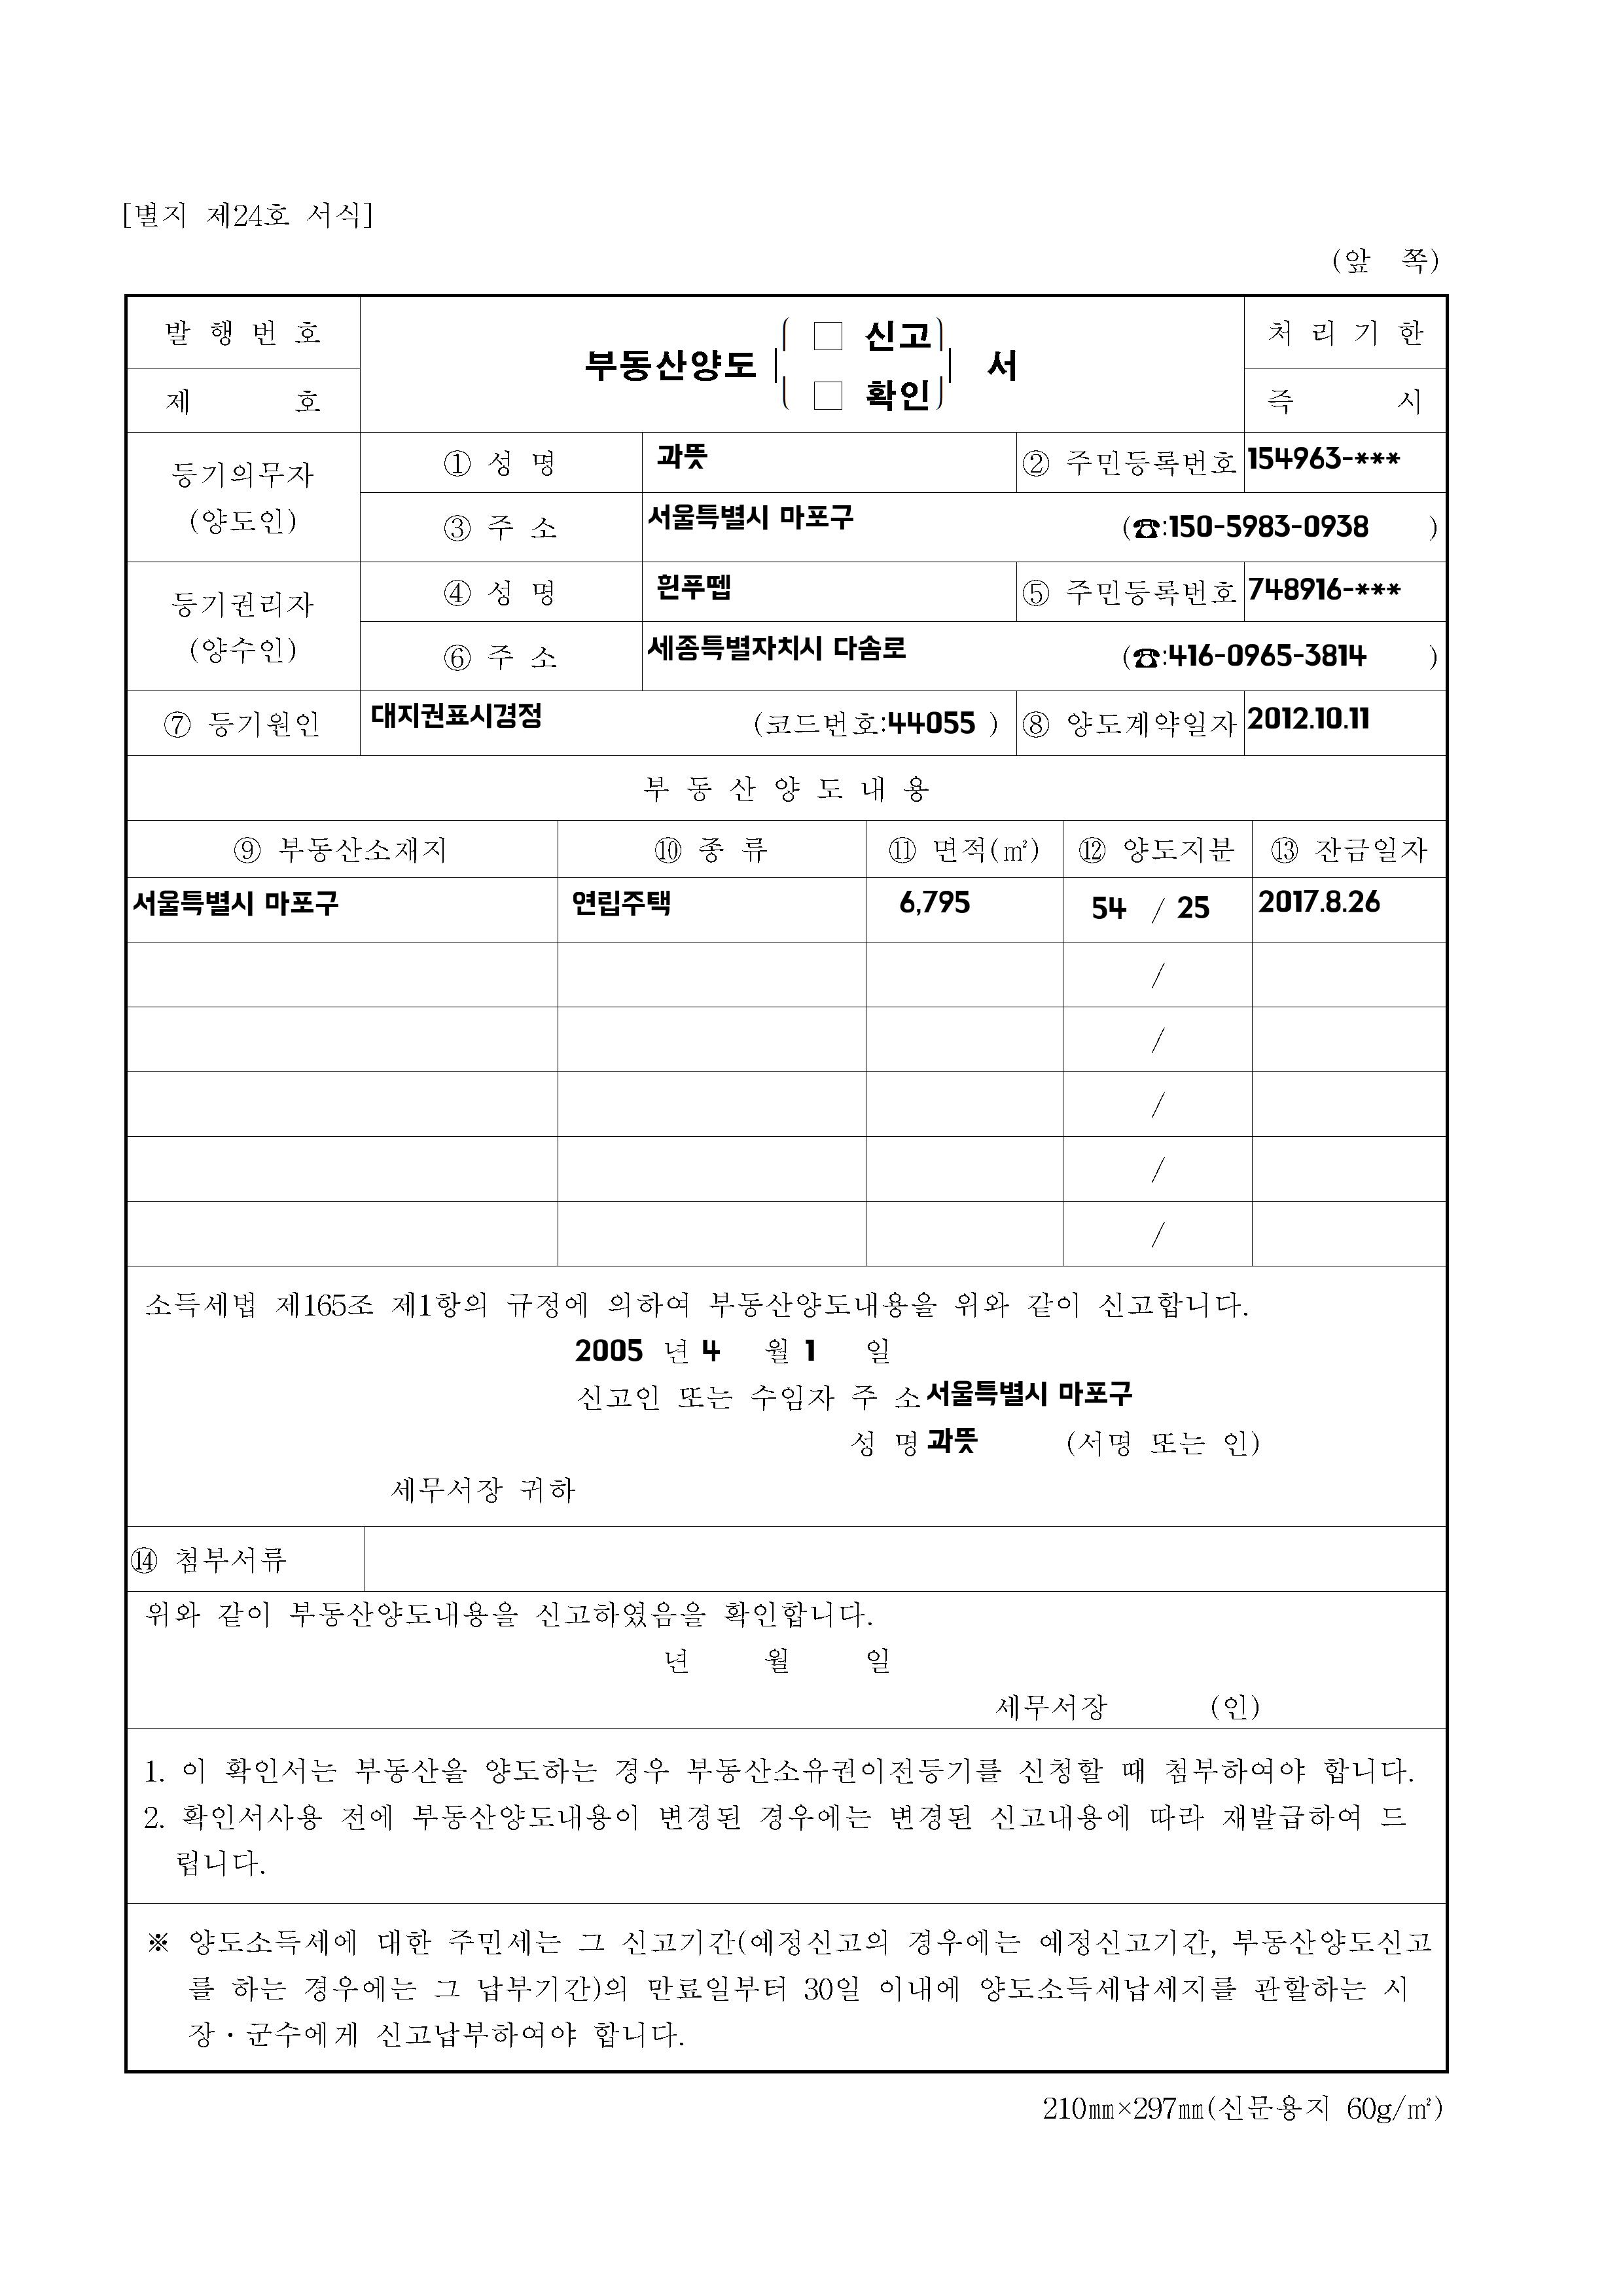 [별지 제24호 서식]
(앞 쪽)
발 행 번 호
부동산양도 □ 신고 □ 확인 서
처 리 기 한
제 호
즉 시
등기의무자 (양도인)
① 성 명 과뜻 ② 주민등록번호 154963-***
③ 주 소 서울특별시 마포구 (☎:150-5983-0938 )
등기권리자 (양수인)
④ 성 명 흰푸뗍 ⑤ 주민등록번호 748916-***
⑥ 주 소 세종특별자치시 다솜로 (☎:416-0965-3814 )
⑦ 등기원인 대지권표시경정 (코드번호:44055 ) ⑧ 양도계약일자 2012.10.11
부 동 산 양 도 내 용
⑨ 부동산소재지 ⑩ 종 류 ⑪ 면적(㎡) ⑫ 양도지분 ⑬ 잔금일자
서울특별시 마포구 연립주택 6,795 54 / 25 2017.8.26
/
/
/
/
/
소득세법 제165조 제1항의 규정에 의하여 부동산양도내용을 위와 같이 신고합니다.
2005 년 4 월 1 일
신고인 또는 수임자 주 소 서울특별시 마포구
성 명 과뜻 (서명 또는 인)
세무서장 귀하
⑭ 첨부서류
위와 같이 부동산양도내용을 신고하였음을 확인합니다.
년 월 일
세무서장 (인)
1. 이 확인서는 부동산을 양도하는 경우 부동산소유권이전등기를 신청할 때 첨부하여야 합니다.
2. 확인서사용 전에 부동산양도내용이 변경된 경우에는 변경된 신고내용에 따라 재발급하여 드
립니다.
※ 양도소득세에 대한 주민세는 그 신고기간(예정신고의 경우에는 예정신고기간, 부동산양도신고
를 하는 경우에는 그 납부기간)의 만료일부터 30일 이내에 양도소득세납세지를 관할하는 시
장·군수에게 신고납부하여야 합니다.
210㎜×297㎜(신문용지 60g/㎡)